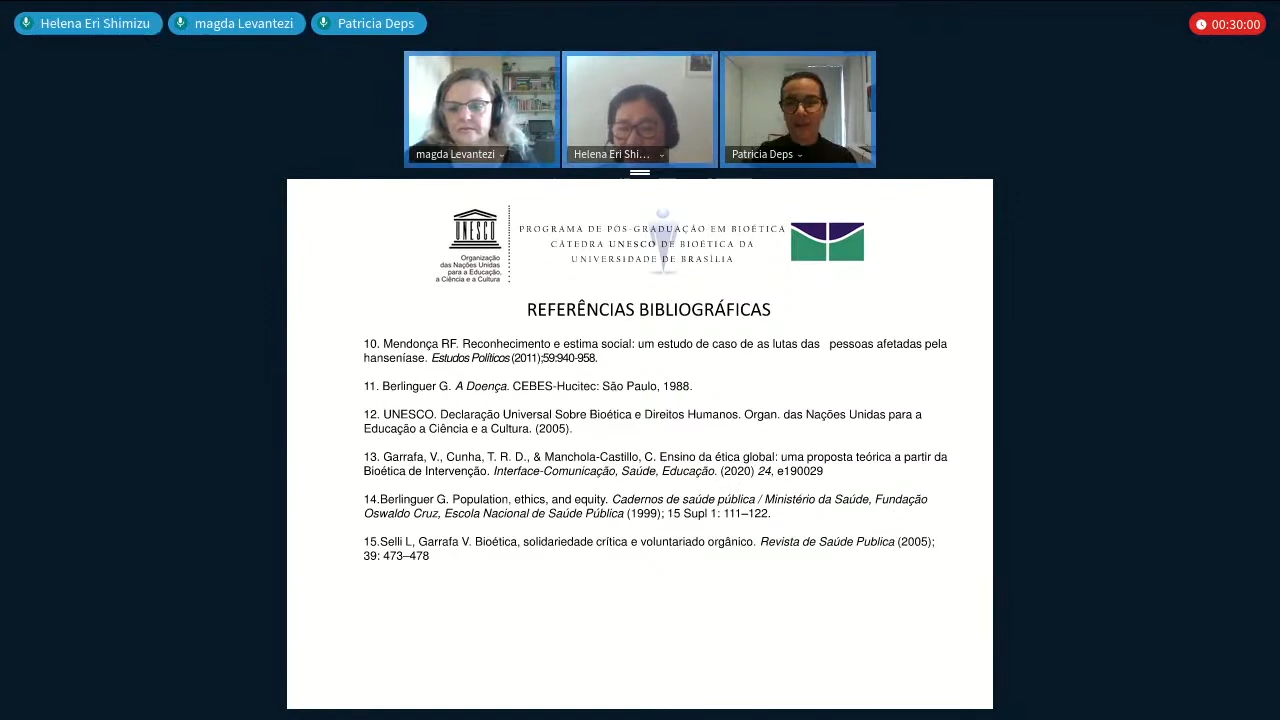 Helena Eri Shimizu
magda Levantezi
Patricia Deps
00:30:00
magda Levantezi
Helena Eri Shi...
Patricia Deps
UNESCO
Organização
das Nações Unidas
para a Educação,
a Ciência e a Cultura
PROGRAMA DE PÓS-GRADUAÇÃO EM BIOÉTICA
CÁTEDRA UNESCO DE BIOÉTICA DA
UNIVERSIDADE DE BRASÍLIA
REFERÊNCIAS BIBLIOGRÁFICAS
10. Mendonça RF. Reconhecimento e estima social: um estudo de caso de as lutas das pessoas afetadas pela
hanseníase. Estudos Políticos (2011);59:940-958.
11. Berlinguer G. A Doença. CEBES-Hucitec: São Paulo, 1988.
12. UNESCO. Declaração Universal Sobre Bioética e Direitos Humanos. Organ. das Nações Unidas para a
Educação a Ciência e a Cultura. (2005).
13. Garrafa, V., Cunha, T. R. D., & Manchola-Castillo, C. Ensino da ética global: uma proposta teórica a partir da
Bioética de Intervenção. Interface-Comunicação, Saúde, Educação. (2020) 24, e190029
14.Berlinguer G. Population, ethics, and equity. Cadernos de saúde pública / Ministério da Saúde, Fundação
Oswaldo Cruz, Escola Nacional de Saúde Pública (1999); 15 Supl 1: 111–122.
15.Selli L, Garrafa V. Bioética, solidariedade crítica e voluntariado orgânico. Revista de Saúde Publica (2005);
39: 473–478